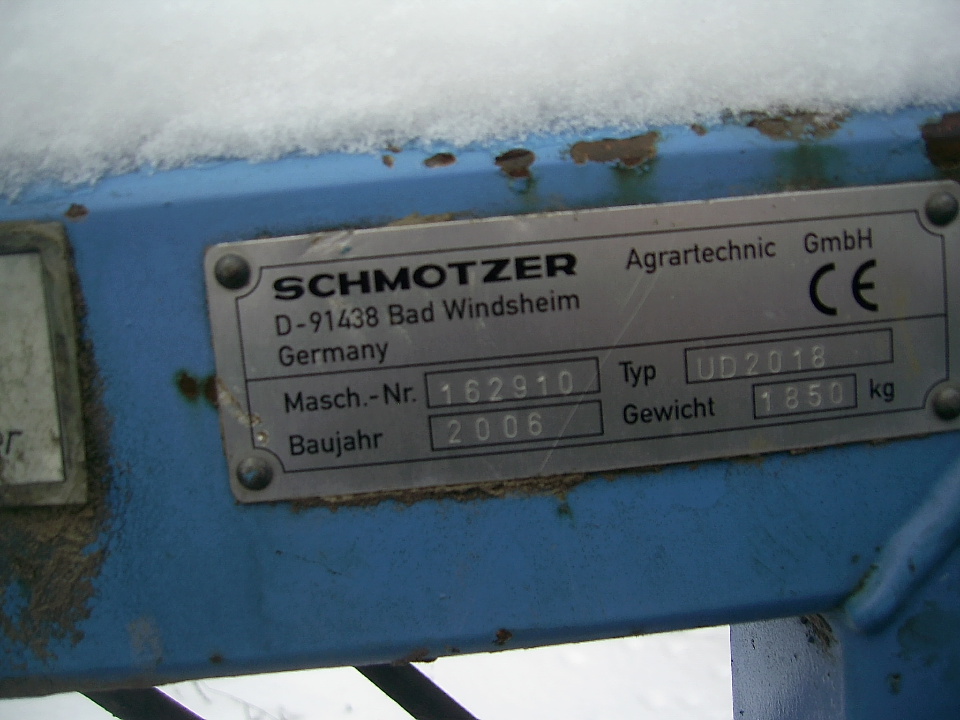 SCHMOTZER Agrartechnic GmbH
D-91438 Bad Windsheim CE
Germany
Masch.-Nr. 162910 Typ UD2018
Baujahr 2006 Gewicht 1850 kg